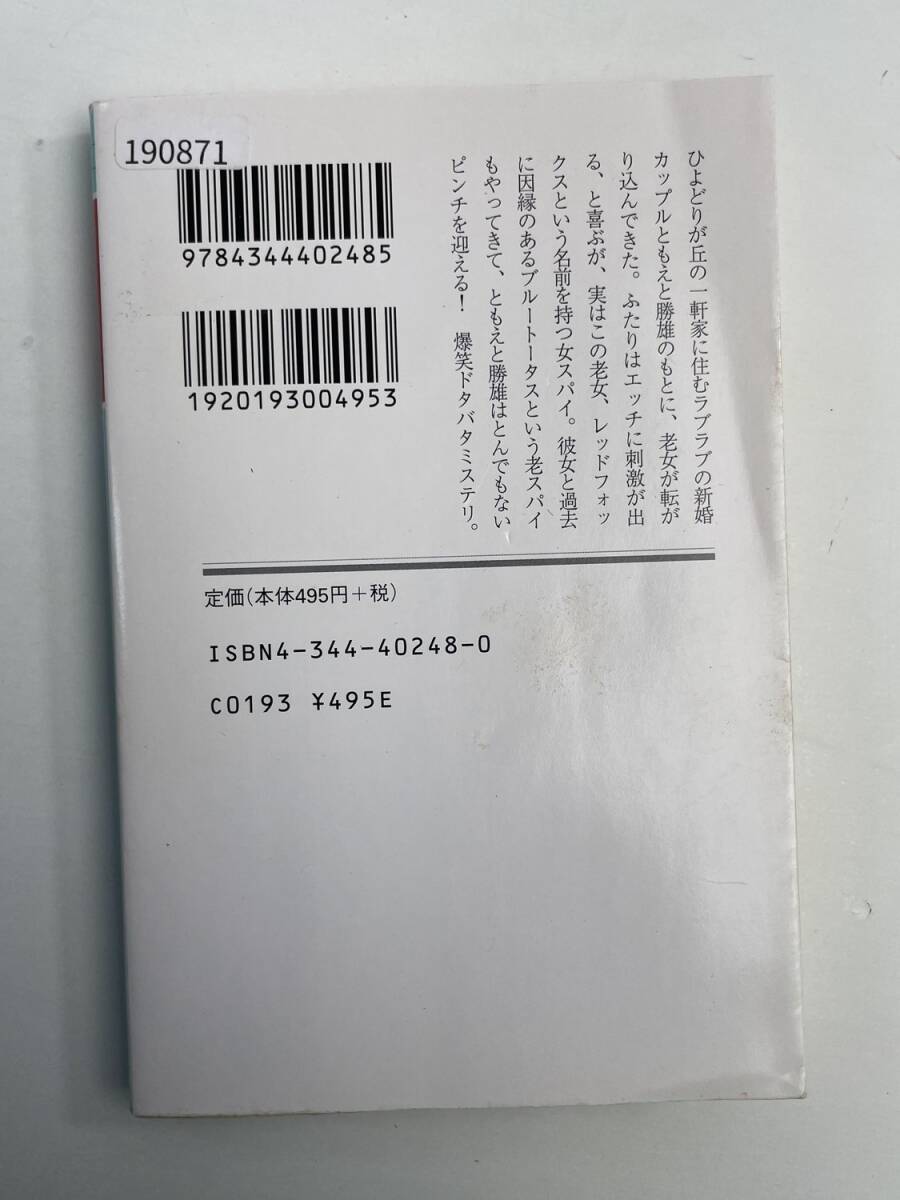 190871
9784344402485
1920193004953
ひよどりが丘の一軒家に住むラブラブの新婚
カップルともえと勝雄のもとに、老女が転が
り込んできた。ふたりはエッチに刺激が出
る、と喜ぶが、実はこの老女、レッドフォッ
クスという名前を持つ女スパイ。彼女と過去
に因縁のあるブルートータスという老スパイ
もやってきて、ともえと勝雄はとんでもない
ピンチを迎える！　爆笑ドタバタミステリ。
定価(本体495円＋税)
ISBN4-344-40248-0
C0193 ¥495E